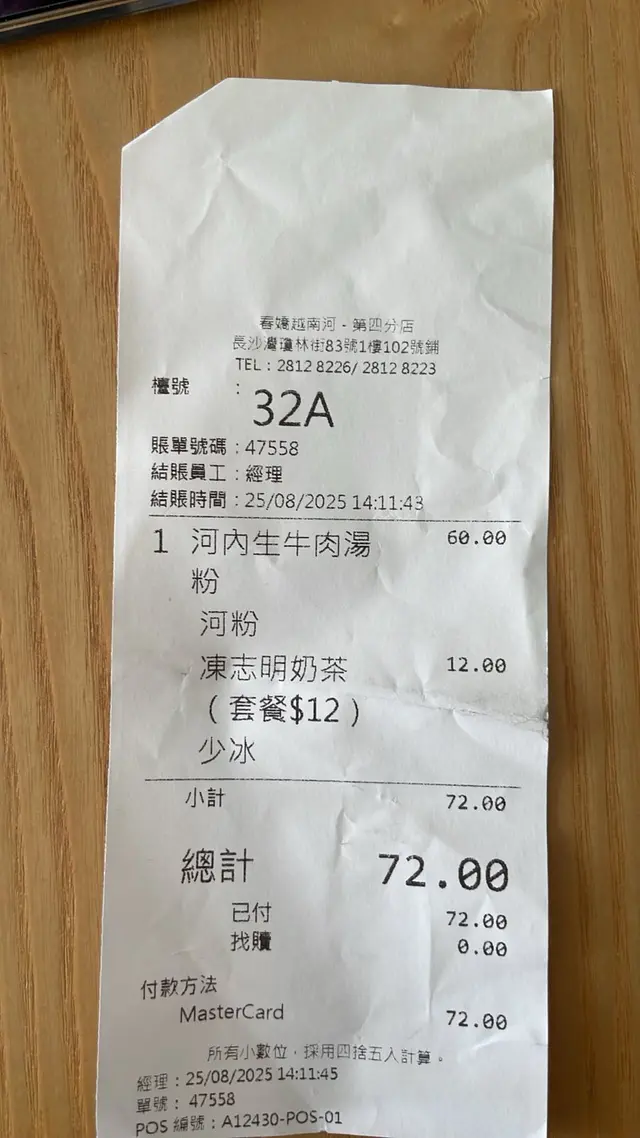 春嬌越南河 - 第四分店
長沙灣瓊林街83號1樓102號鋪
TEL : 2812 8226/ 2812 8223
檯號 :
32A
賬單號碼 : 47558
結賬員工 : 經理
結賬時間 : 25/08/2025 14:11:43
1 河內生牛肉湯 60.00
粉
河粉
凍志明奶茶 12.00
(套餐$12)
少冰
小計 72.00
總計 72.00
已付 72.00
找贖 0.00
付款方法
MasterCard 72.00
所有小數位，採用四捨五入計算。
經理 : 25/08/2025 14:11:45
單號 : 47558
POS 編號 : A12430-POS-01